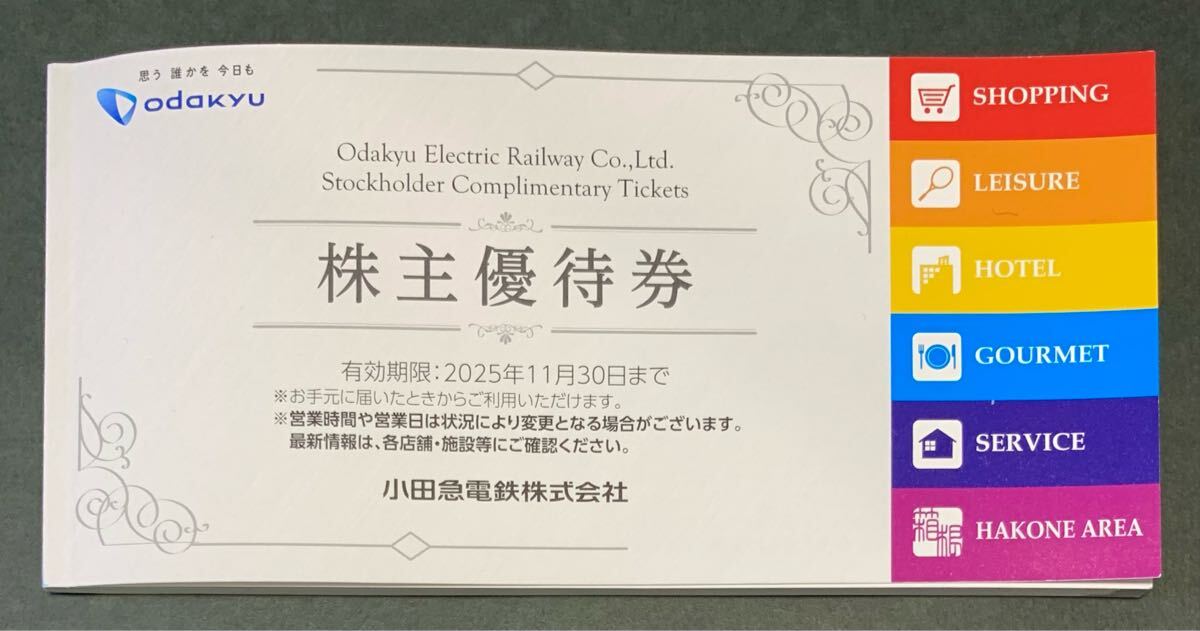 思う 誰かを 今日も
odakyu
Odakyu Electric Railway Co.,Ltd.
Stockholder Complimentary Tickets
株主優待券
有効期限:2025年11月30日まで
※お手元に届いたときからご利用いただけます。
※営業時間や営業日は状況により変更となる場合がございます。
最新情報は、各店舗・施設等にご確認ください。
小田急電鉄株式会社
SHOPPING
LEISURE
HOTEL
GOURMET
SERVICE
箱根
HAKONE AREA